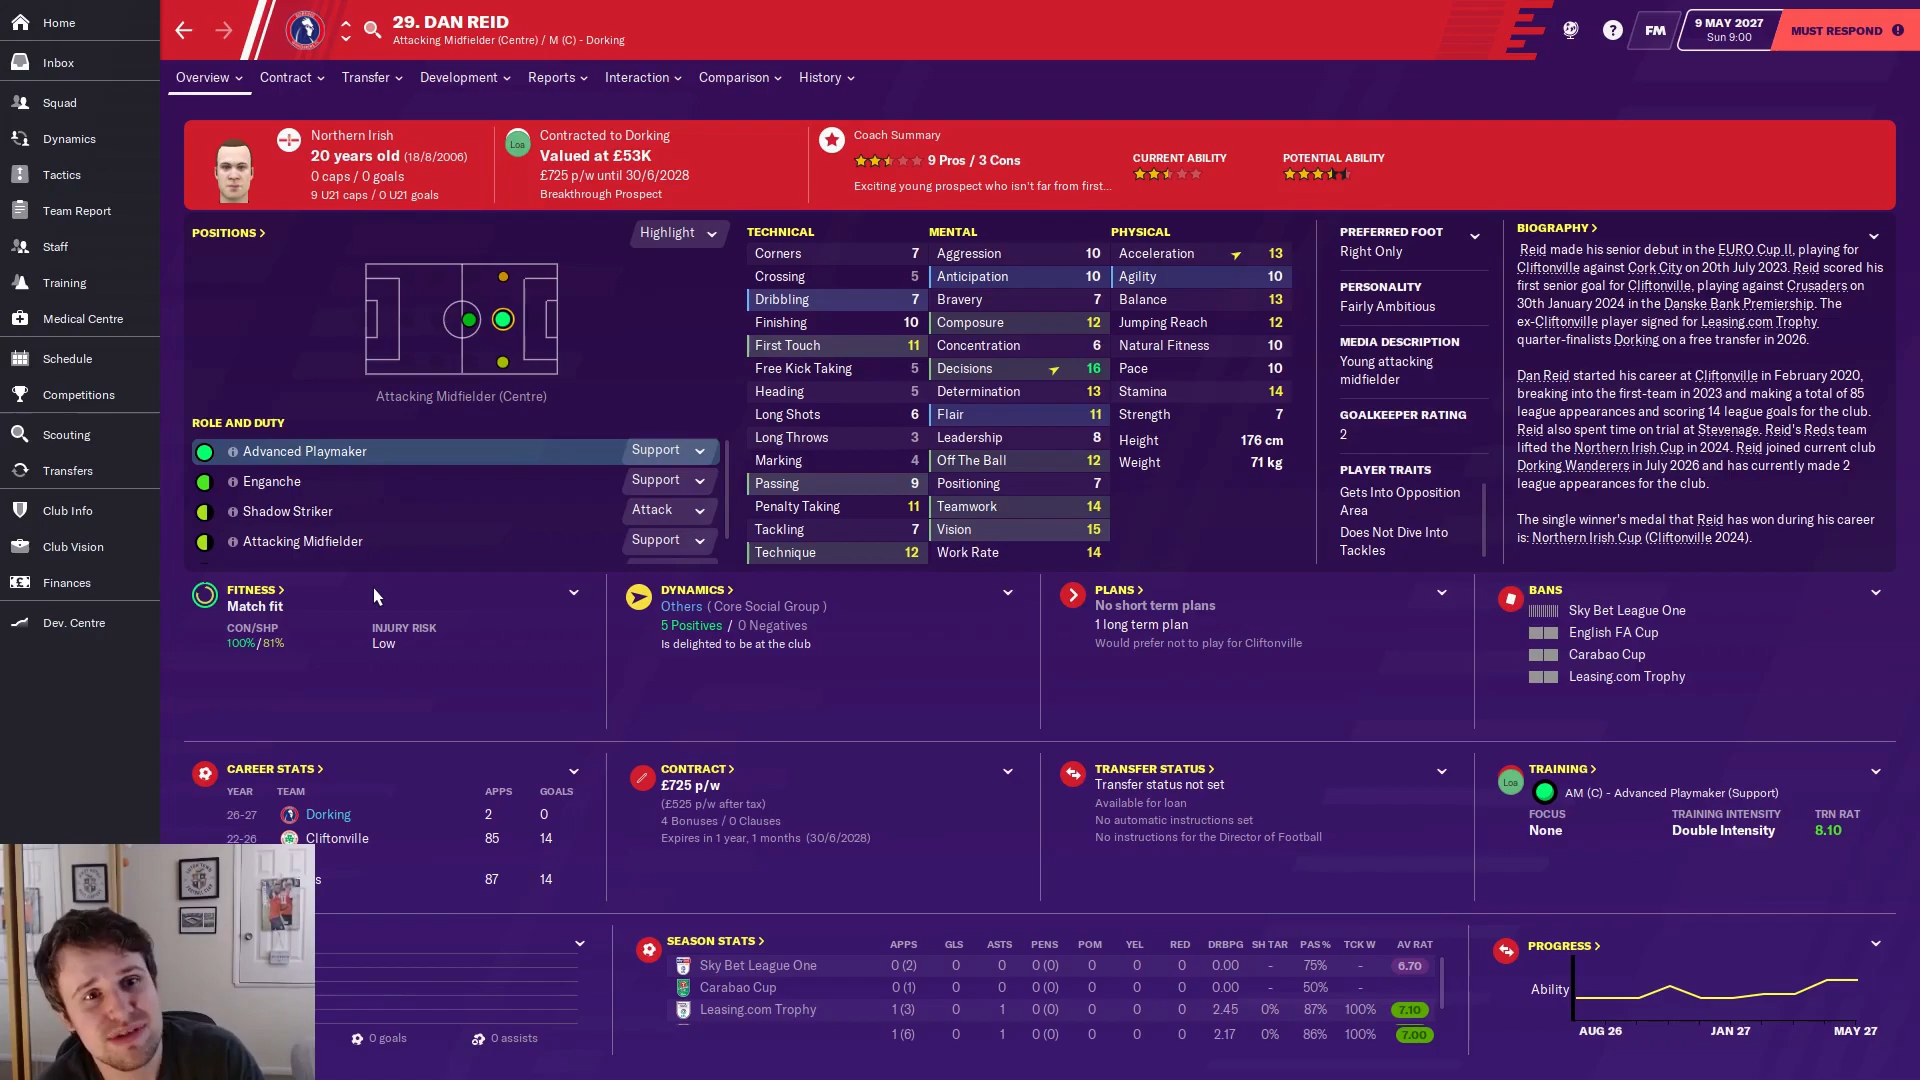 Home
Inbox
Squad
Dynamics
Tactics
Team Report
Staff
Training
Medical Centre
Schedule
Competitions
Scouting
Transfers
Club Info
Club Vision
Finances
Dev. Centre
29. DAN REID
Attacking Midfielder (Centre) / M (C) - Dorking
?
FM
9 MAY 2027
Sun 9:00
MUST RESPOND
Overview
Contract
Transfer
Development
Reports
Interaction
Comparison
History
Northern Irish
20 years old (18/8/2006)
0 caps / 0 goals
9 U21 caps / 0 U21 goals
Loa
Contracted to Dorking
Valued at £53K
£725 p/w until 30/6/2028
Breakthrough Prospect
Coach Summary
9 Pros / 3 Cons
Exciting young prospect who isn't far from first...
CURRENT ABILITY
POTENTIAL ABILITY
POSITIONS >
Highlight
Attacking Midfielder (Centre)
ROLE AND DUTY
Advanced Playmaker Support
Enganche Support
Shadow Striker Attack
Attacking Midfielder Support
TECHNICAL
Corners 7
Crossing 5
Dribbling 7
Finishing 10
First Touch 11
Free Kick Taking 5
Heading 5
Long Shots 6
Long Throws 3
Marking 4
Passing 9
Penalty Taking 11
Tackling 7
Technique 12
MENTAL
Aggression 10
Anticipation 10
Bravery 7
Composure 12
Concentration 6
Decisions 16
Determination 13
Flair 11
Leadership 8
Off The Ball 12
Positioning 7
Teamwork 14
Vision 15
Work Rate 14
PHYSICAL
Acceleration 13
Agility 10
Balance 13
Jumping Reach 12
Natural Fitness 10
Pace 10
Stamina 14
Strength 7
Height 176 cm
Weight 71 kg
PREFERRED FOOT
Right Only
PERSONALITY
Fairly Ambitious
MEDIA DESCRIPTION
Young attacking
midfielder
GOALKEEPER RATING
2
PLAYER TRAITS
Gets Into Opposition
Area
Does Not Dive Into
Tackles
BIOGRAPHY >
Reid made his senior debut in the EURO Cup II, playing for
Cliftonville against Cork City on 20th July 2023. Reid scored his
first senior goal for Cliftonville, playing against Crusaders on
30th January 2024 in the Danske Bank Premiership. The
ex-Cliftonville player signed for Leasing.com Trophy
quarter-finalists Dorking on a free transfer in 2026.
Dan Reid started his career at Cliftonville in February 2020,
breaking into the first-team in 2023 and making a total of 85
league appearances and scoring 14 league goals for the club.
Reid also spent time on trial at Stevenage. Reid's Reds team
lifted the Northern Irish Cup in 2024. Reid joined current club
Dorking Wanderers in July 2026 and has currently made 2
league appearances for the club.
The single winner's medal that Reid has won during his career
is: Northern Irish Cup (Cliftonville 2024).
FITNESS >
Match fit
CON/SHP
100%/81%
INJURY RISK
Low
DYNAMICS >
Others ( Core Social Group )
5 Positives / 0 Negatives
Is delighted to be at the club
PLANS >
No short term plans
1 long term plan
Would prefer not to play for Cliftonville
BANS
Sky Bet League One
English FA Cup
Carabao Cup
Leasing.com Trophy
CAREER STATS >
YEAR TEAM APPS GOALS
26-27 Dorking 2 0
22-26 Cliftonville 85 14
s 87 14
CONTRACT >
£725 p/w
(£525 p/w after tax)
4 Bonuses / 0 Clauses
Expires in 1 year, 1 months (30/6/2028)
TRANSFER STATUS >
Transfer status not set
Available for loan
No automatic instructions set
No instructions for the Director of Football
Loa
TRAINING >
AM (C) - Advanced Playmaker (Support)
FOCUS
None
TRAINING INTENSITY
Double Intensity
TRN RAT
8.10
0 goals
0 assists
SEASON STATS > APPS GLS ASTS PENS POM YEL RED DRBPG SH TAR PAS % TCK W AV RAT
Sky Bet League One 0 (2) 0 0 0 (0) 0 0 0 0.00 - 75% - 6.70
Carabao Cup 0 (1) 0 0 0 (0) 0 0 0 0.00 - 50% -
Leasing.com Trophy 1 (3) 0 1 0 (0) 0 0 0 2.45 0% 87% 100% 7.10
1 (6) 0 1 0 (0) 0 0 0 2.17 0% 86% 100% 7.00
PROGRESS >
Ability
AUG 26
JAN 27
MAY 27